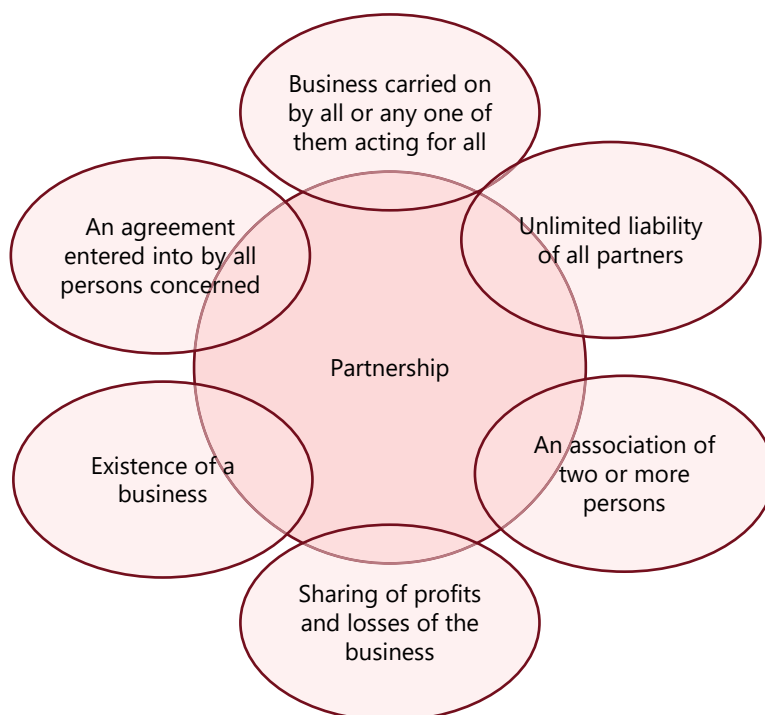 Business carried on
by all or any one of
them acting for all
Unlimited liability
of all partners
An agreement
entered into by all
persons concerned
Partnership
An association of
two or more
persons
Existence of a
business
Sharing of profits
and losses of the
business